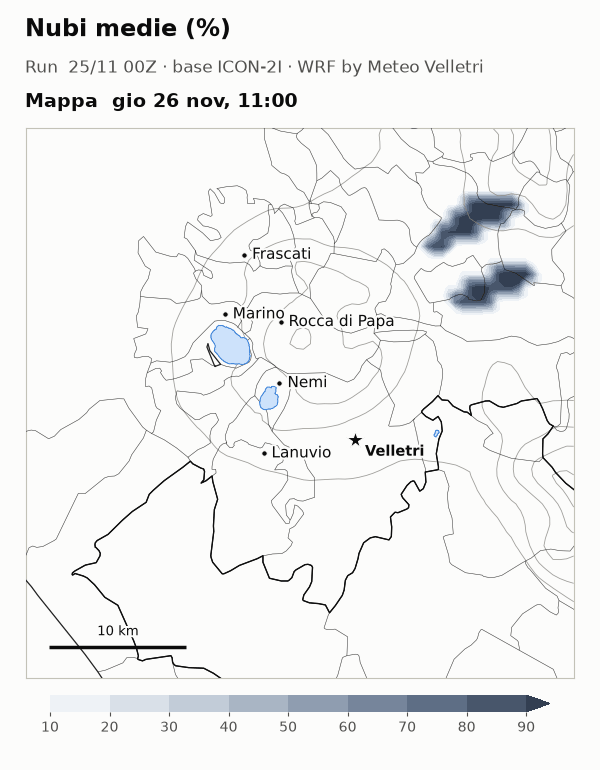 Nubi medie (%)
Run  25/11 00Z · base ICON-2I · WRF by Meteo Velletri
Mappa  gio 26 nov, 11:00
Frascati
Marino
Rocca di Papa
Nemi
Lanuvio
Velletri
10 km
10 20 30 40 50 60 70 80 90